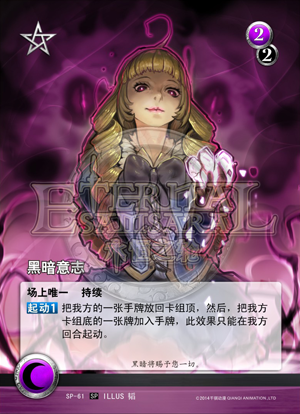 2
2
ETERNAL
SAMSARA
黑暗意志
场上唯一 持续
起动1 把我方的一张手牌放回卡组顶，然后，把我方
卡组底的一张牌加入手牌，此效果只能在我方
回合起动。
黑暗将赐予您一切。
SP-61 SP ILLUS 稻
©2014千骐动漫 QIANQI ANIMATION.,LTD